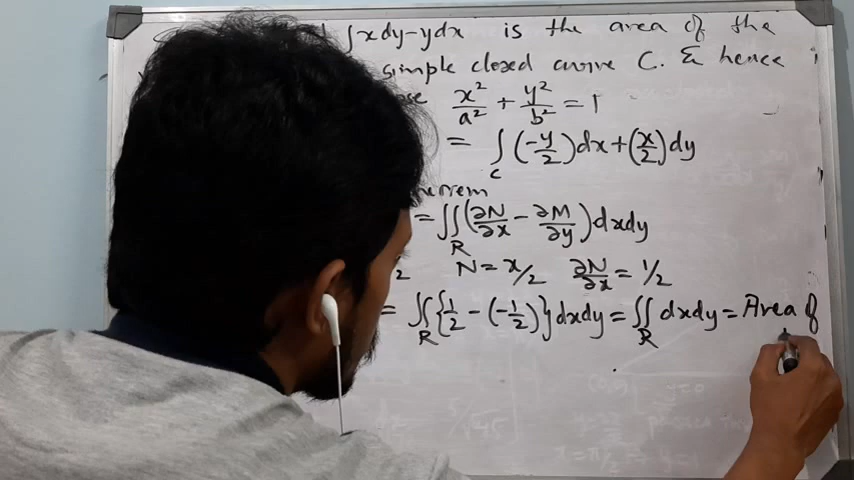 ∫xdy-ydx is the area of the
simple closed curve C. & hence
x²/a² + y²/b² = 1
) = ∫_C (-y/2)dx+(x/2)dy
= ∬_R (∂N/∂x - ∂M/∂y)dxdy
2 N=x/2 ∂N/∂x = 1/2
= ∬_R {1/2 - (-1/2)}dxdy = ∬_R dxdy = Area of